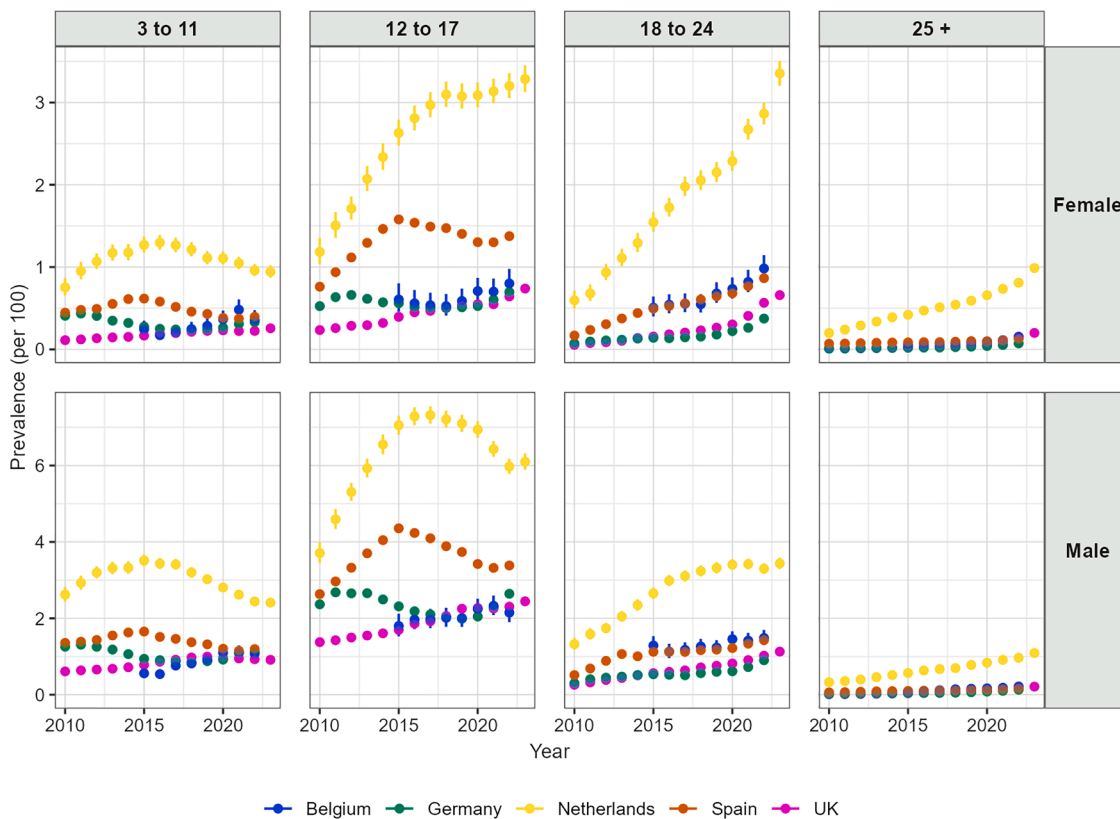 3 to 11 12 to 17 18 to 24 25 +
3
2
1
0
Female
Prevalence (per 100)
6
4
2
0
Male
2010 2015 2020 2010 2015 2020 2010 2015 2020 2010 2015 2020
Year
Belgium Germany Netherlands Spain UK